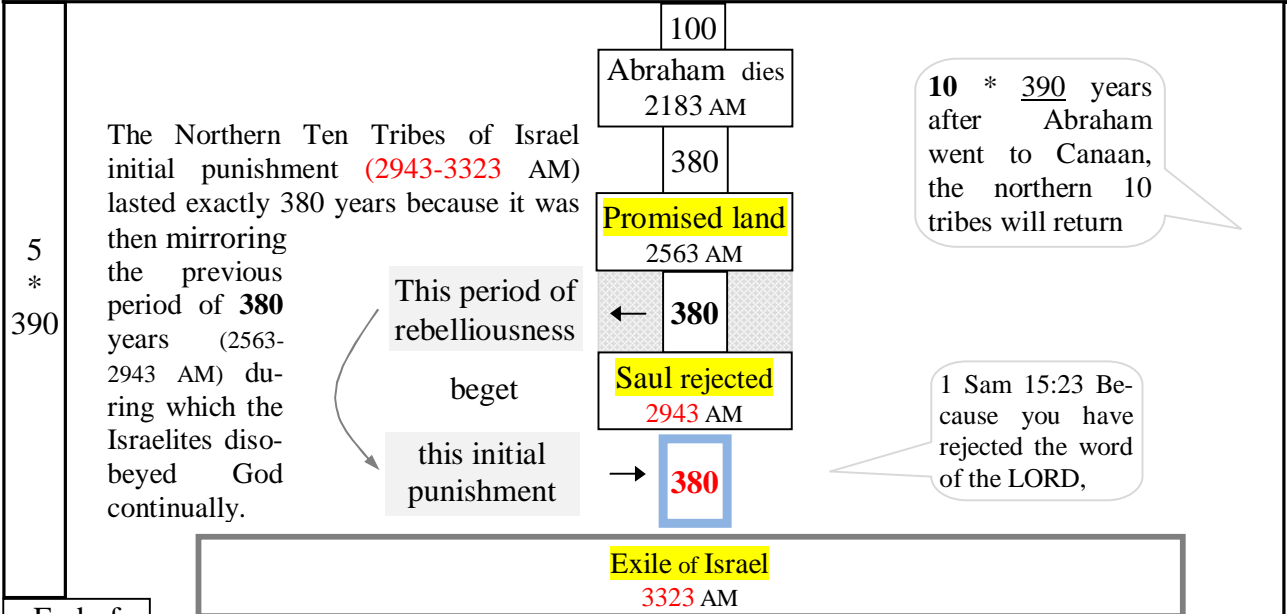 100
Abraham dies
2183 AM
10 * 390 years
after Abraham
went to Canaan,
the northern 10
tribes will return
The Northern Ten Tribes of Israel
initial punishment (2943-3323 AM)
lasted exactly 380 years because it was
then mirroring
the previous
period of 380
years (2563-
2943 AM) du-
ring which the
Israelites diso-
beyed God
continually.
380
Promised land
2563 AM
5
*
390
This period of
rebelliousness
←
380
beget
Saul rejected
2943 AM
1 Sam 15:23 Be-
cause you have
rejected the word
of the LORD,
this initial
punishment
→
380
Exile of Israel
3323 AM